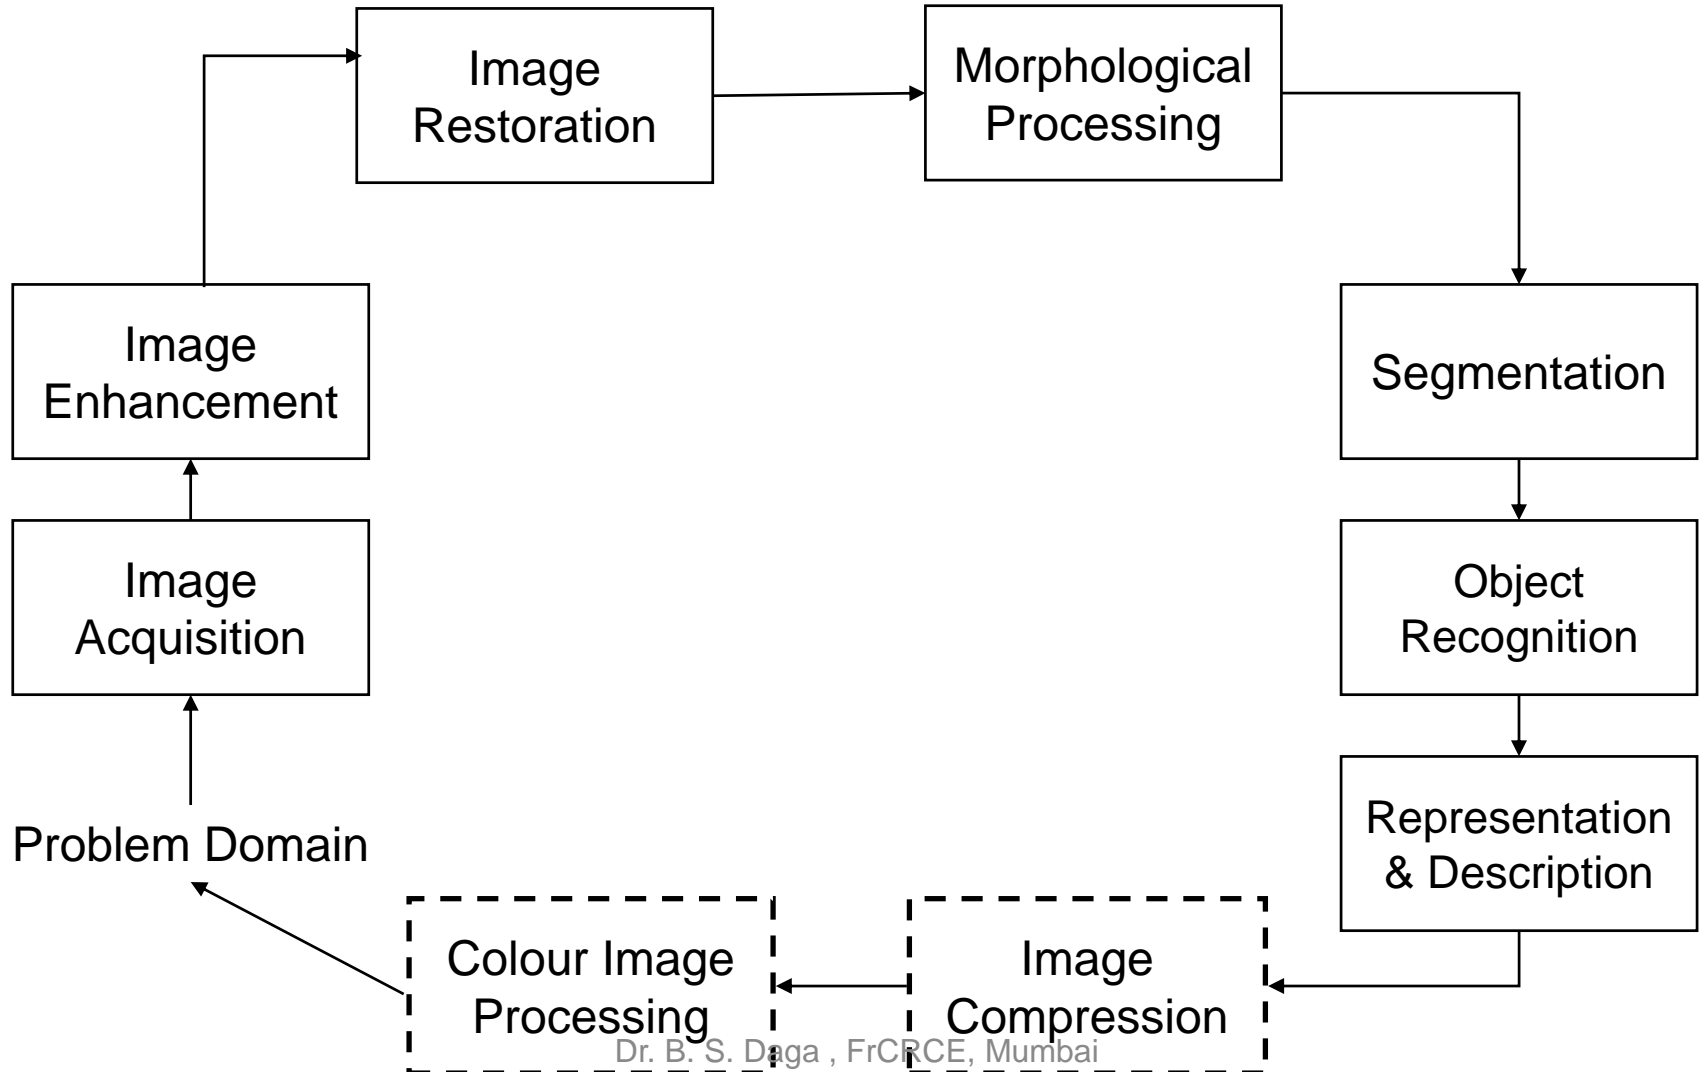 Image
Restoration
Morphological
Processing
Image
Enhancement
Segmentation
Image
Acquisition
Object
Recognition
Problem Domain
Representation
& Description
Colour Image
Processing
Image
Compression
Dr. B. S. Daga , FrCRCE, Mumbai